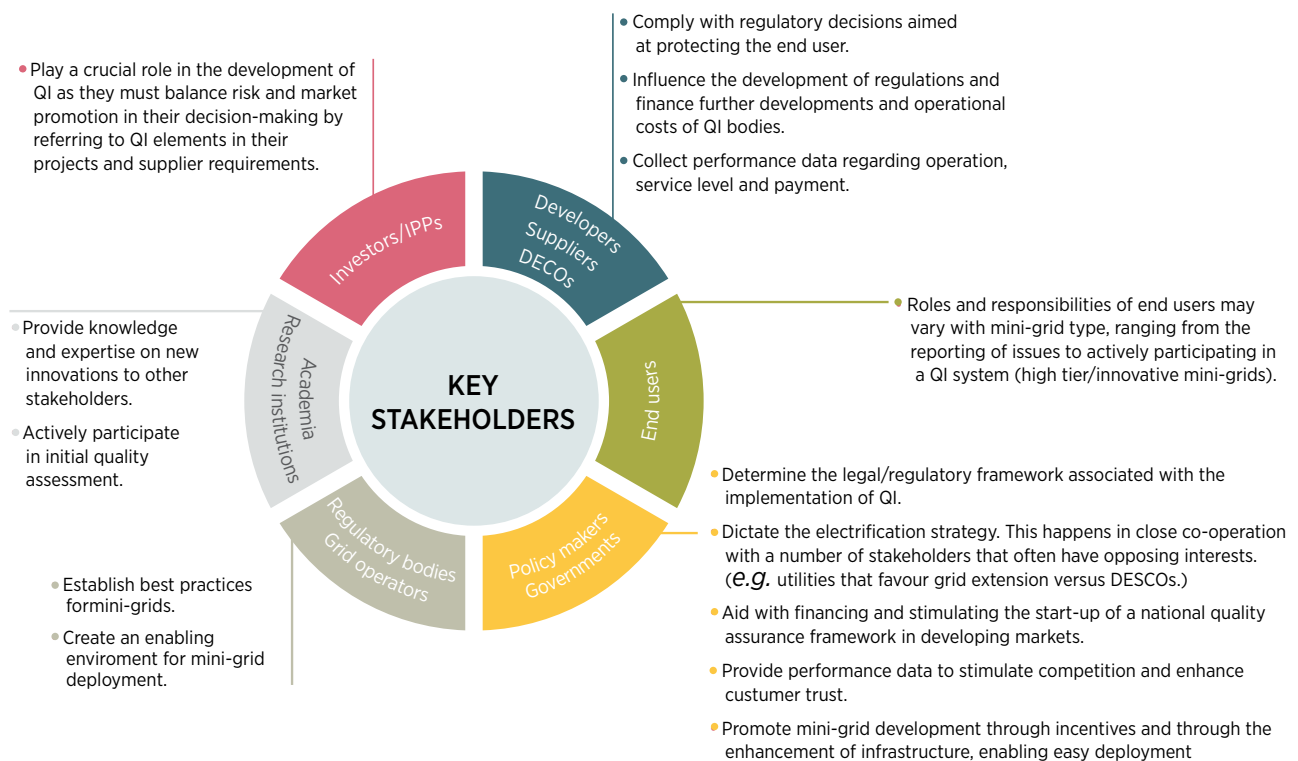 • Play a crucial role in the development of
QI as they must balance risk and market
promotion in their decision-making by
referring to QI elements in their
projects and supplier requirements.
• Comply with regulatory decisions aimed
at protecting the end user.
• Influence the development of regulations and
finance further developments and operational
costs of QI bodies.
• Collect performance data regarding operation,
service level and payment.
Investors/IPPs
Developers
Suppliers
DECOs
• Roles and responsibilities of end users may
vary with mini-grid type, ranging from the
reporting of issues to actively participating in
a QI system (high tier/innovative mini-grids).
End users
• Provide knowledge
and expertise on new
innovations to other
stakeholders.
• Actively participate
in initial quality
assessment.
Academia
Research institutions
KEY
STAKEHOLDERS
Regulatory bodies
Grid operators
Policy makers
Governments
• Establish best practices
formini-grids.
• Create an enabling
enviroment for mini-grid
deployment.
• Determine the legal/regulatory framework associated with the
implementation of QI.
• Dictate the electrification strategy. This happens in close co-operation
with a number of stakeholders that often have opposing interests.
(e.g. utilities that favour grid extension versus DESCOs.)
• Aid with financing and stimulating the start-up of a national quality
assurance framework in developing markets.
• Provide performance data to stimulate competition and enhance
custumer trust.
• Promote mini-grid development through incentives and through the
enhancement of infrastructure, enabling easy deployment